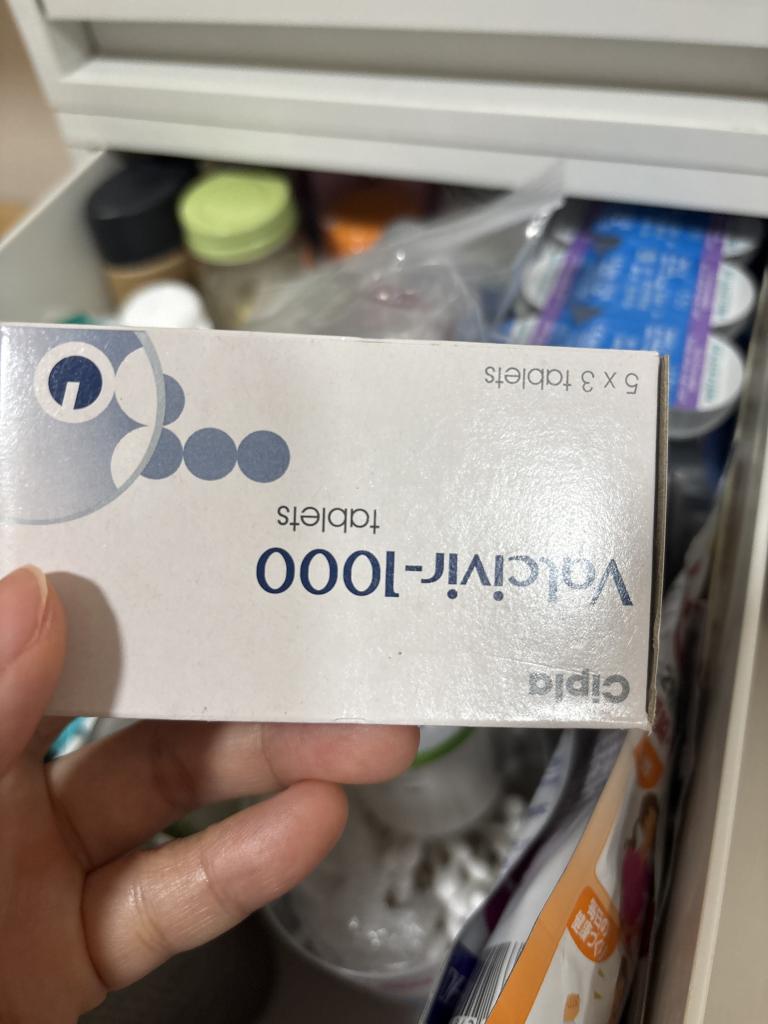 Cipla
Valcivir-1000
tablets
5 x 3 tablets